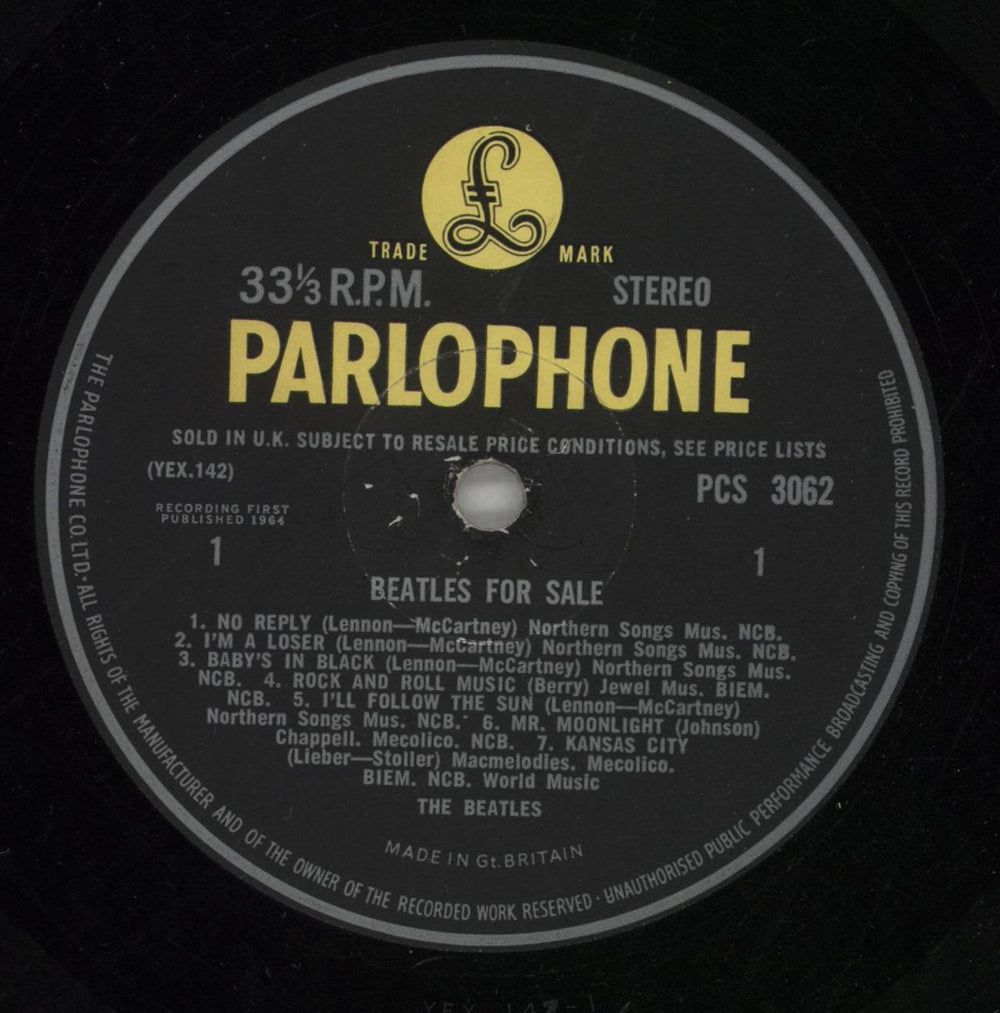 £
TRADE MARK
33⅓ R.P.M. STEREO
PARLOPHONE
SOLD IN U.K. SUBJECT TO RESALE PRICE CONDITIONS, SEE PRICE LISTS
(YEX.142) PCS 3062
RECORDING FIRST
PUBLISHED 1964
1 1
BEATLES FOR SALE
1. NO REPLY (Lennon—McCartney) Northern Songs Mus. NCB.
2. I'M A LOSER (Lennon—McCartney) Northern Songs Mus. NCB.
3. BABY'S IN BLACK (Lennon—McCartney) Northern Songs Mus.
NCB. 4. ROCK AND ROLL MUSIC (Berry) Jewel Mus. BIEM.
NCB. 5. I'LL FOLLOW THE SUN (Lennon—McCartney)
Northern Songs Mus. NCB. 6. MR. MOONLIGHT (Johnson)
Chappell. Mecolico. NCB. 7. KANSAS CITY
(Lieber—Stoller) Macmelodies. Mecolico.
BIEM. NCB. World Music
THE BEATLES
MADE IN Gt. BRITAIN
THE PARLOPHONE CO. LTD. · ALL RIGHTS OF THE MANUFACTURER AND OF THE OWNER OF THE RECORDED WORK RESERVED · UNAUTHORISED PUBLIC PERFORMANCE BROADCASTING AND COPYING OF THIS RECORD PROHIBITED